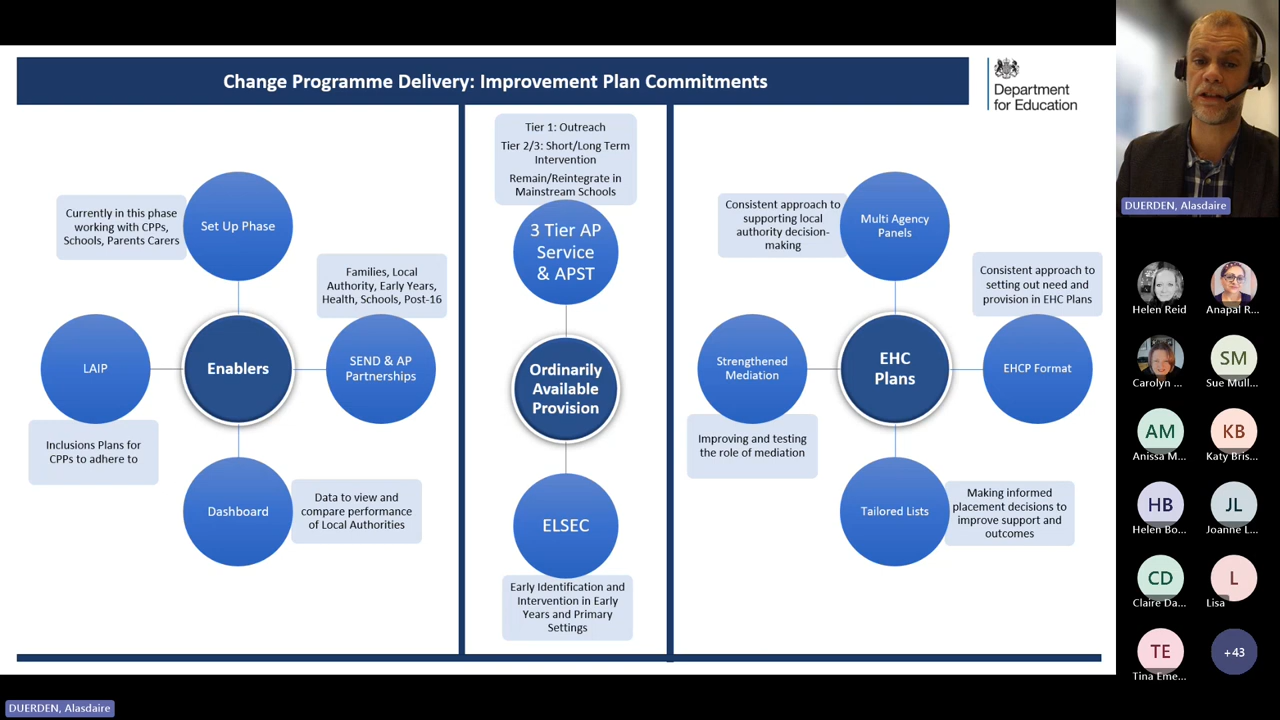 Change Programme Delivery: Improvement Plan Commitments
Department
for Education
Currently in this phase
working with CPPs,
Schools, Parents Carers
Set Up Phase
Families, Local
Authority, Early Years,
Health, Schools, Post-16
LAIP
Enablers
SEND & AP
Partnerships
Inclusions Plans for
CPPs to adhere to
Dashboard
Data to view and
compare performance
of Local Authorities
Tier 1: Outreach
Tier 2/3: Short/Long Term
Intervention
Remain/Reintegrate in
Mainstream Schools
3 Tier AP
Service
& APST
Ordinarily
Available
Provision
ELSEC
Early Identification and
Intervention in Early
Years and Primary
Settings
Consistent approach to
supporting local
authority decision-
making
Multi Agency
Panels
Consistent approach to
setting out need and
provision in EHC Plans
Strengthened
Mediation
EHC
Plans
EHCP Format
Improving and testing
the role of mediation
Tailored Lists
Making informed
placement decisions to
improve support and
outcomes
DUERDEN, Alasdaire
Helen Reid
Anapal R...
Carolyn ...
SM
Sue Mull...
AM
Anissa M...
KB
Katy Bris...
HB
Helen Bo...
JL
Joanne L...
CD
Claire Da...
L
Lisa
TE
Tina Eme...
+43
DUERDEN, Alasdaire